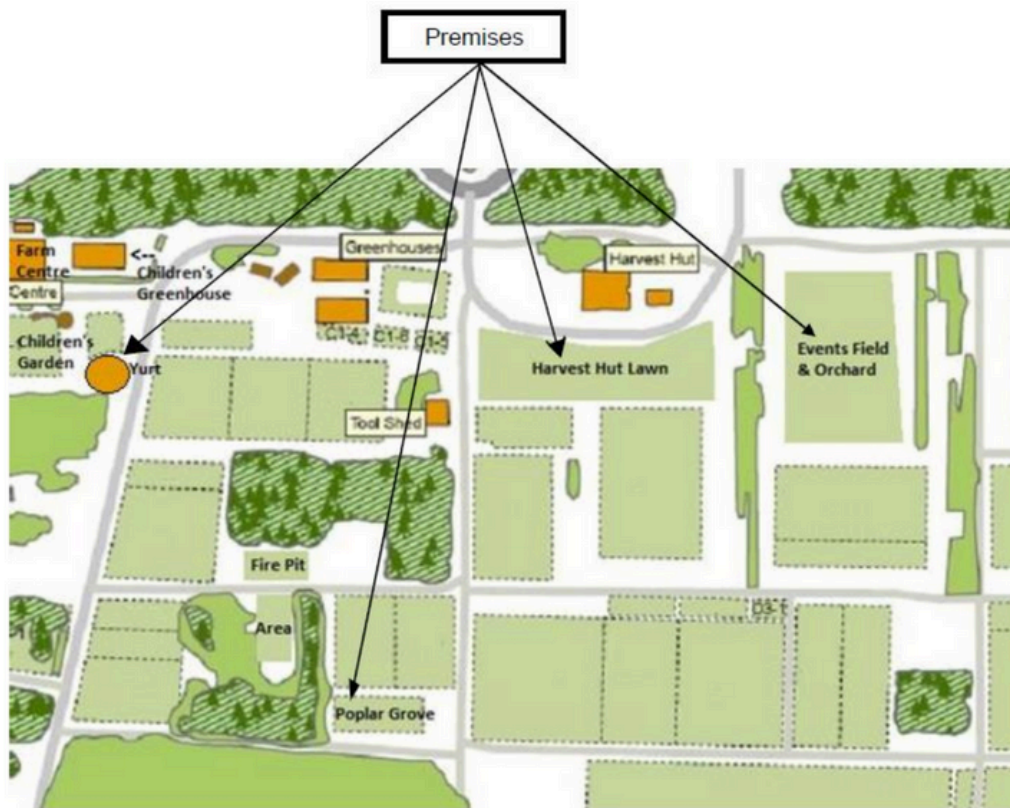 Premises
Greenhouses
Farm
Centre
<--
Children's
Greenhouse
Harvest Hut
Centre
C1-4
C1-6
C1-5
Children's
Garden
Yurt
Harvest Hut Lawn
Events Field
& Orchard
Tool Shed
Fire Pit
Area
D3-1
Poplar Grove